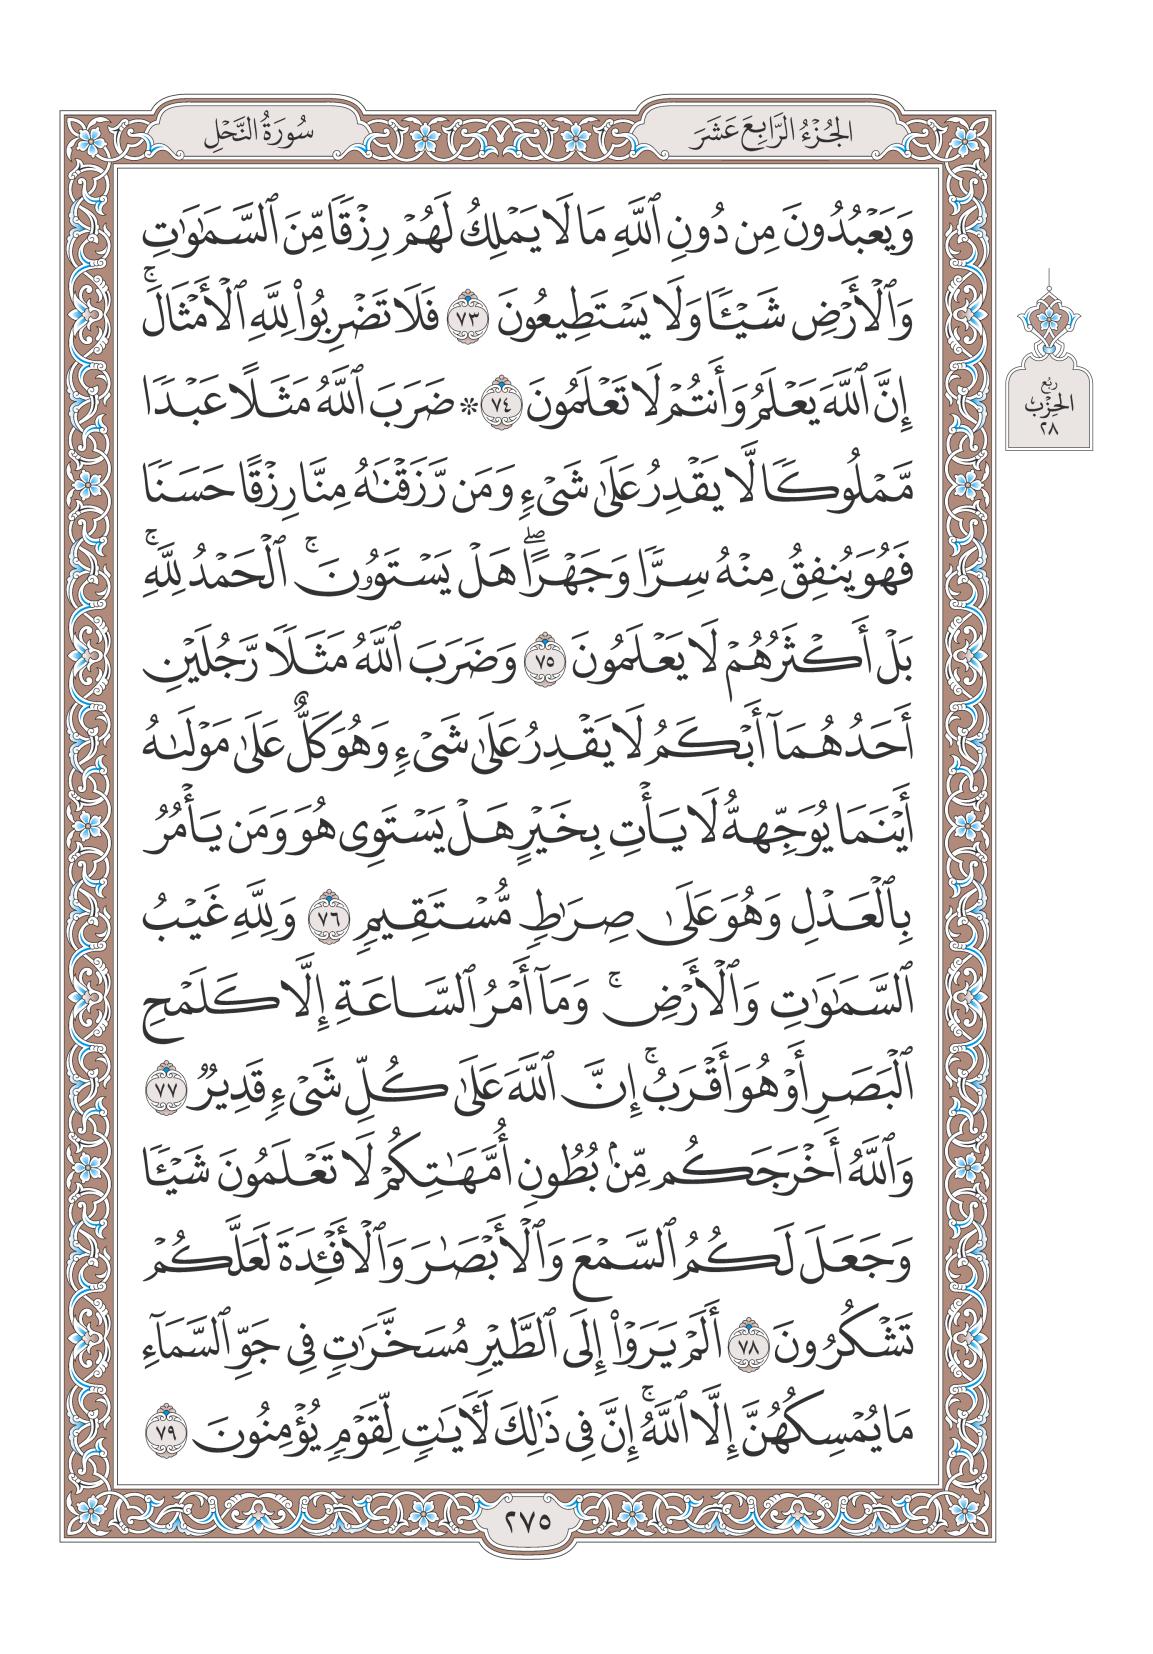 الجُزْءُ الرَّابِعَ عَشَرَ
سُورَةُ النَّحْلِ
وَيَعۡبُدُونَ مِن دُونِ ٱللَّهِ مَا لَا يَمۡلِكُ لَهُمۡ رِزۡقٗا مِّنَ ٱلسَّمَٰوَٰتِ
وَٱلۡأَرۡضِ شَيۡـٔٗا وَلَا يَسۡتَطِيعُونَ ٧٣ فَلَا تَضۡرِبُواْ لِلَّهِ ٱلۡأَمۡثَالَۚ
إِنَّ ٱللَّهَ يَعۡلَمُ وَأَنتُمۡ لَا تَعۡلَمُونَ ٧٤ * ضَرَبَ ٱللَّهُ مَثَلًا عَبۡدٗا
مَّمۡلُوكٗا لَّا يَقۡدِرُ عَلَىٰ شَيۡءٖ وَمَن رَّزَقۡنَٰهُ مِنَّا رِزۡقًا حَسَنٗا
فَهُوَ يُنفِقُ مِنۡهُ سِرّٗا وَجَهۡرًاۖ هَلۡ يَسۡتَوُۥنَۚ ٱلۡحَمۡدُ لِلَّهِۚ
بَلۡ أَكۡثَرُهُمۡ لَا يَعۡلَمُونَ ٧٥ وَضَرَبَ ٱللَّهُ مَثَلٗا رَّجُلَيۡنِ
أَحَدُهُمَآ أَبۡكَمُ لَا يَقۡدِرُ عَلَىٰ شَيۡءٖ وَهُوَ كَلٌّ عَلَىٰ مَوۡلَىٰهُ
أَيۡنَمَا يُوَجِّههُّ لَا يَأۡتِ بِخَيۡرٍ هَلۡ يَسۡتَوِي هُوَ وَمَن يَأۡمُرُ
بِٱلۡعَدۡلِ وَهُوَ عَلَىٰ صِرَٰطٖ مُّسۡتَقِيمٖ ٧٦ وَلِلَّهِ غَيۡبُ
ٱلسَّمَٰوَٰتِ وَٱلۡأَرۡضِۚ وَمَآ أَمۡرُ ٱلسَّاعَةِ إِلَّا كَلَمۡحِ
ٱلۡبَصَرِ أَوۡ هُوَ أَقۡرَبُۚ إِنَّ ٱللَّهَ عَلَىٰ كُلِّ شَيۡءٖ قَدِيرٞ ٧٧
وَٱللَّهُ أَخۡرَجَكُم مِّنۢ بُطُونِ أُمَّهَٰتِكُمۡ لَا تَعۡلَمُونَ شَيۡـٔٗا
وَجَعَلَ لَكُمُ ٱلسَّمۡعَ وَٱلۡأَبۡصَٰرَ وَٱلۡأَفۡـِٔدَةَ لَعَلَّكُمۡ
تَشۡكُرُونَ ٧٨ أَلَمۡ يَرَوۡاْ إِلَى ٱلطَّيۡرِ مُسَخَّرَٰتٖ فِي جَوِّ ٱلسَّمَآءِ
مَا يُمۡسِكُهُنَّ إِلَّا ٱللَّهُۚ إِنَّ فِي ذَٰلِكَ لَأٓيَٰتٖ لِّقَوۡمٖ يُؤۡمِنُونَ ٧٩
رُبُع
الحِزْب
٢٨
٢٧٥